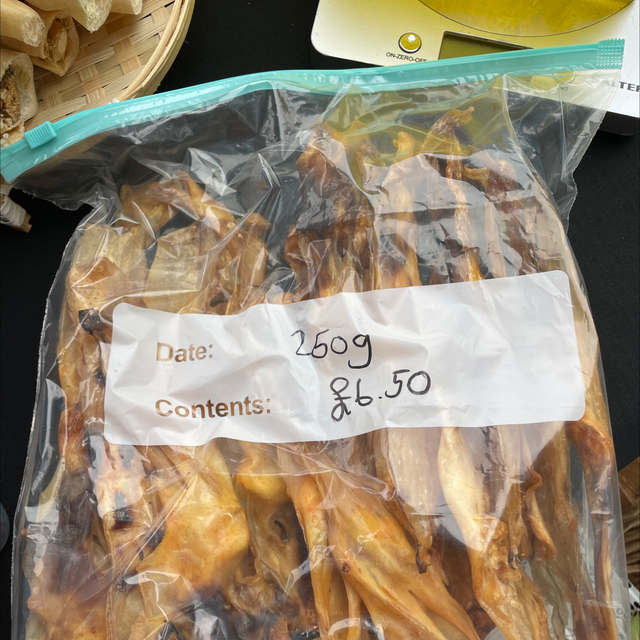 ON-ZERO-OFF
Date: 250g
Contents: £6.50